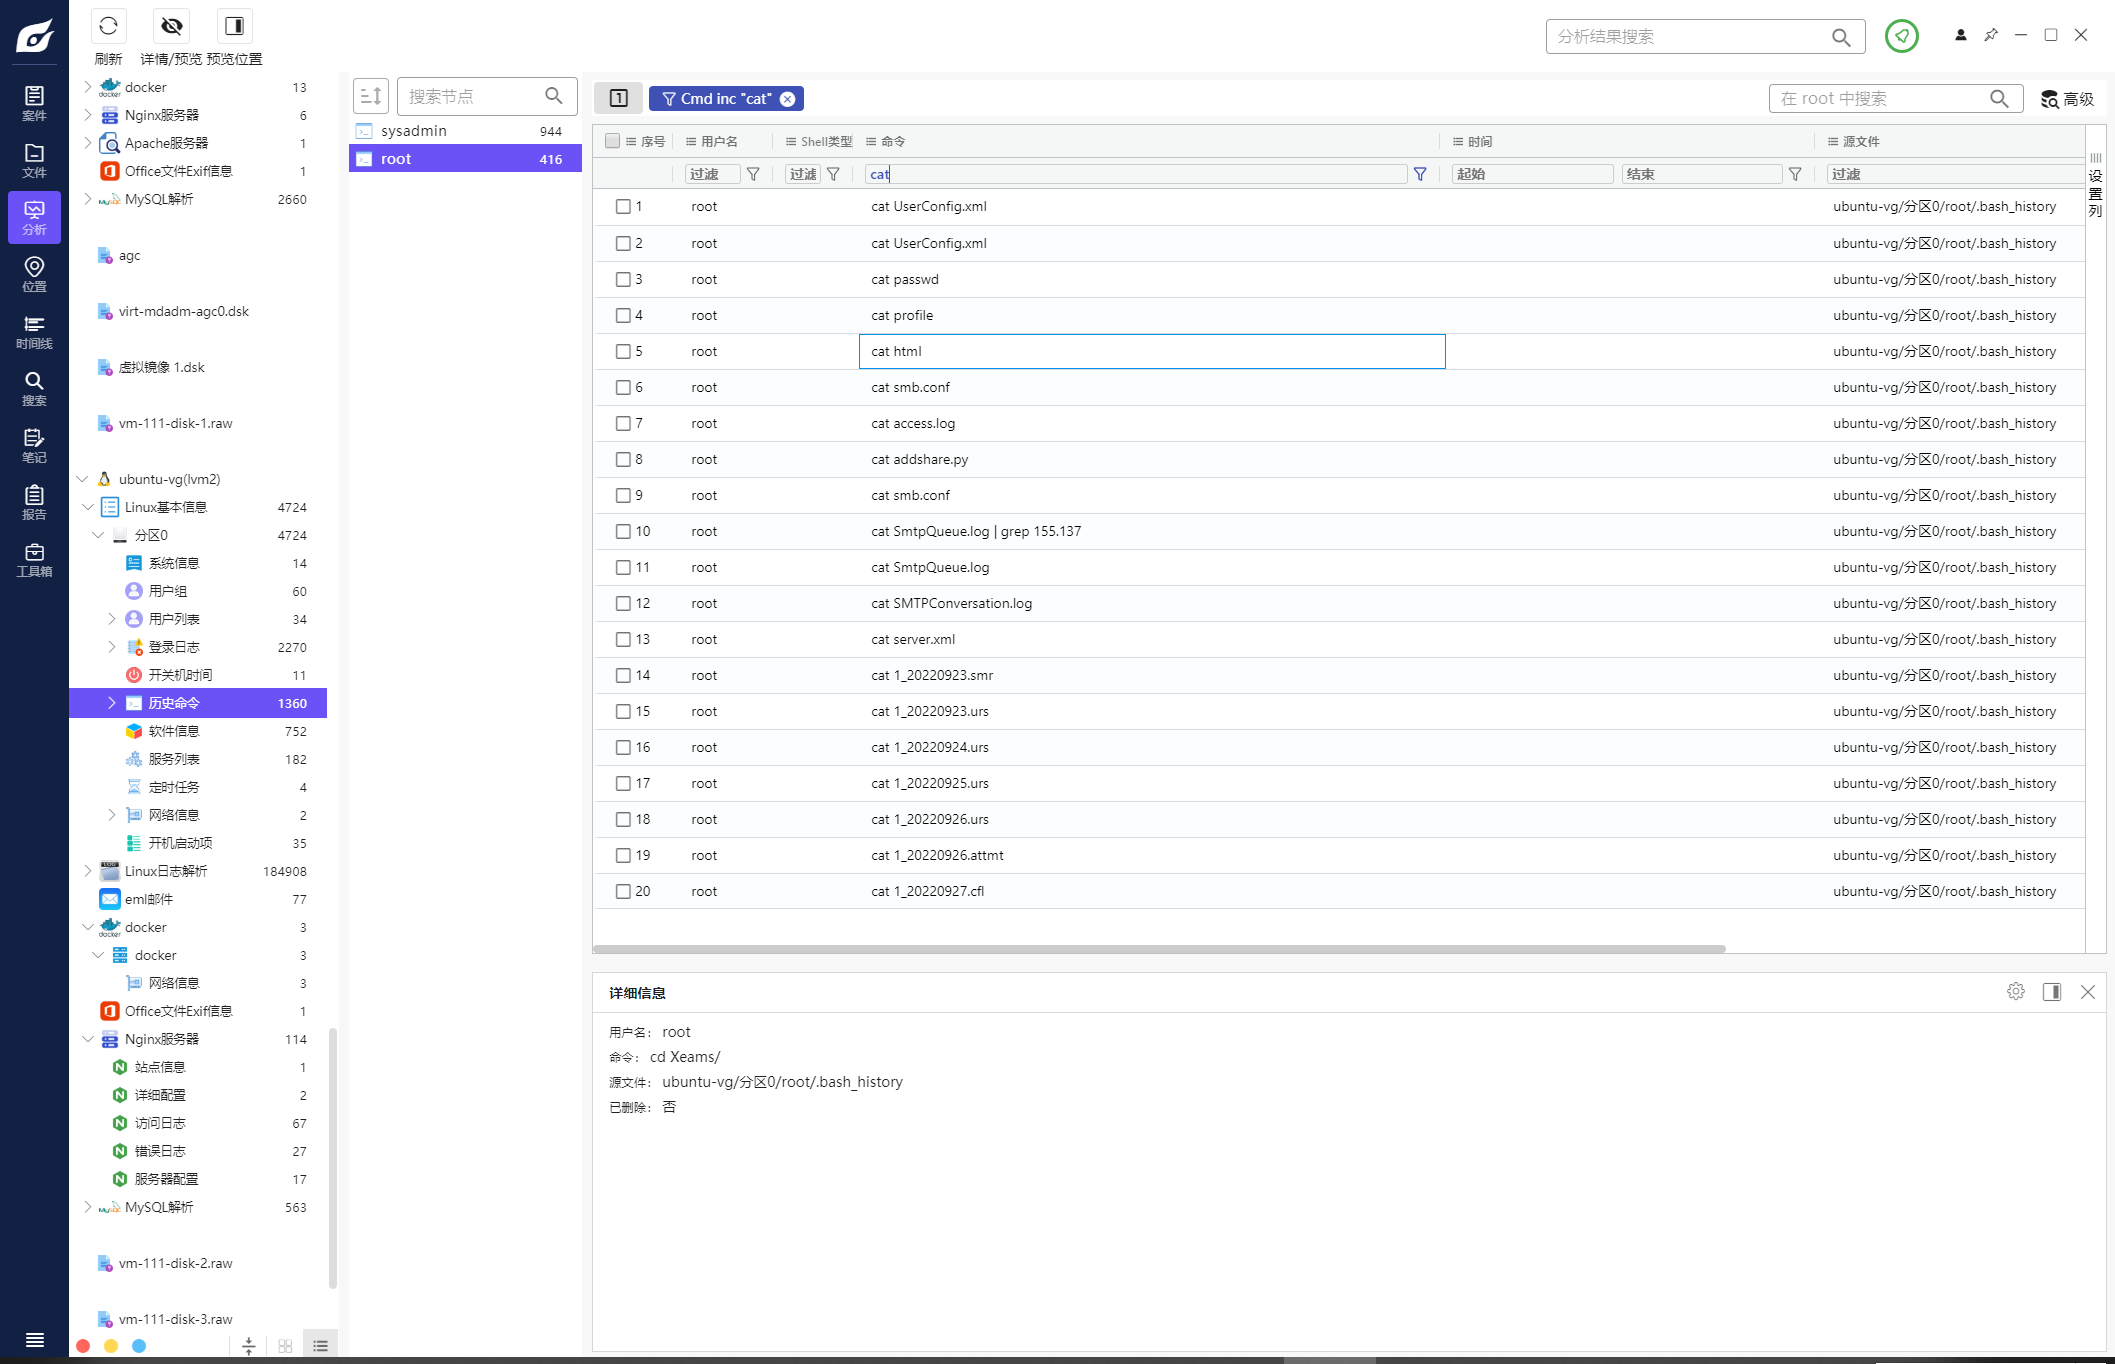 刷新
详情/预览
预览位置
分析结果搜索
案件
文件
分析
位置
时间线
搜索
笔记
报告
工具箱
docker 13
Nginx服务器 6
Apache服务器 1
Office文件Exif信息 1
MySQL解析 2660
agc
virt-mdadm-agc0.dsk
虚拟镜像 1.dsk
vm-111-disk-1.raw
ubuntu-vg(lvm2)
Linux基本信息 4724
分区0 4724
系统信息 14
用户组 60
用户列表 34
登录日志 2270
开关机时间 11
历史命令 1360
软件信息 752
服务列表 182
定时任务 4
网络信息 2
开机启动项 35
Linux日志解析 184908
eml邮件 77
docker 3
docker 3
网络信息 3
Office文件Exif信息 1
Nginx服务器 114
站点信息 1
详细配置 2
访问日志 67
错误日志 27
服务器配置 17
MySQL解析 563
vm-111-disk-2.raw
vm-111-disk-3.raw
搜索节点
sysadmin 944
root 416
1
Cmd inc "cat"
在 root 中搜索
高级
序号 用户名 Shell类型 命令 时间 源文件
过滤 过滤 cat 起始 结束 过滤
设置列
1 root cat UserConfig.xml ubuntu-vg/分区0/root/.bash_history
2 root cat UserConfig.xml ubuntu-vg/分区0/root/.bash_history
3 root cat passwd ubuntu-vg/分区0/root/.bash_history
4 root cat profile ubuntu-vg/分区0/root/.bash_history
5 root cat html ubuntu-vg/分区0/root/.bash_history
6 root cat smb.conf ubuntu-vg/分区0/root/.bash_history
7 root cat access.log ubuntu-vg/分区0/root/.bash_history
8 root cat addshare.py ubuntu-vg/分区0/root/.bash_history
9 root cat smb.conf ubuntu-vg/分区0/root/.bash_history
10 root cat SmtpQueue.log | grep 155.137 ubuntu-vg/分区0/root/.bash_history
11 root cat SmtpQueue.log ubuntu-vg/分区0/root/.bash_history
12 root cat SMTPConversation.log ubuntu-vg/分区0/root/.bash_history
13 root cat server.xml ubuntu-vg/分区0/root/.bash_history
14 root cat 1_20220923.smr ubuntu-vg/分区0/root/.bash_history
15 root cat 1_20220923.urs ubuntu-vg/分区0/root/.bash_history
16 root cat 1_20220924.urs ubuntu-vg/分区0/root/.bash_history
17 root cat 1_20220925.urs ubuntu-vg/分区0/root/.bash_history
18 root cat 1_20220926.urs ubuntu-vg/分区0/root/.bash_history
19 root cat 1_20220926.attmt ubuntu-vg/分区0/root/.bash_history
20 root cat 1_20220927.cfl ubuntu-vg/分区0/root/.bash_history
详细信息
用户名： root
命令： cd Xeams/
源文件： ubuntu-vg/分区0/root/.bash_history
已删除： 否